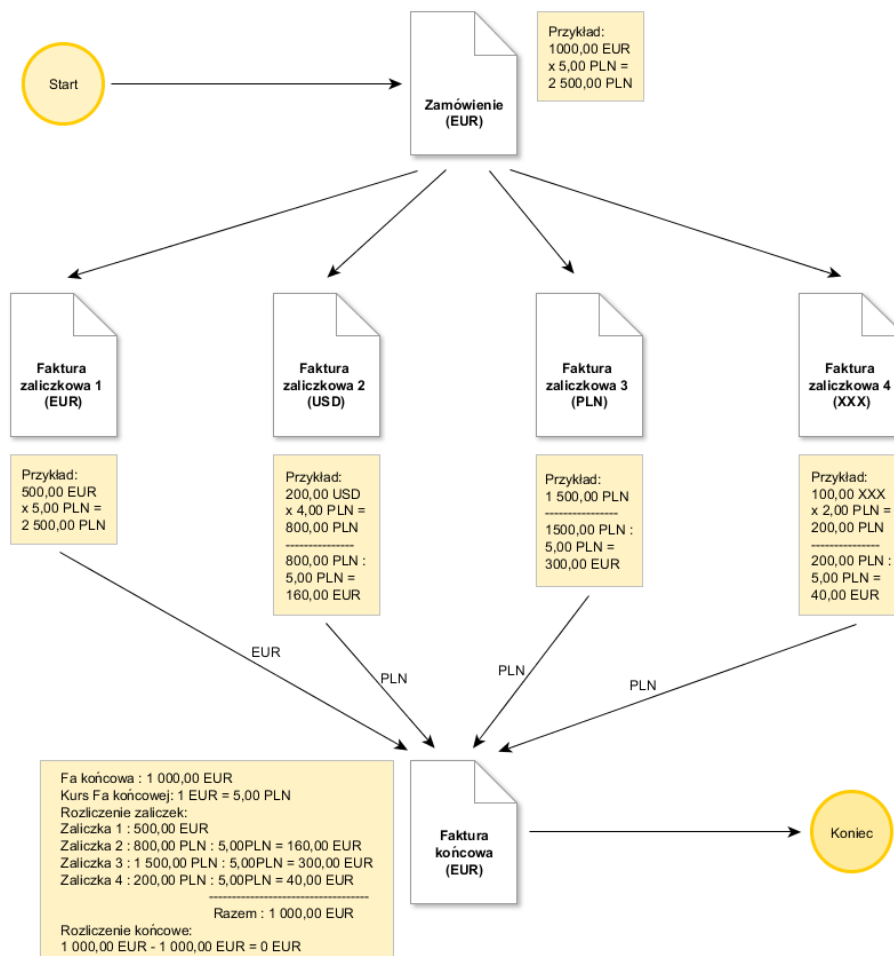 Start
Zamówienie
(EUR)
Przykład:
1000,00 EUR
x 5,00 PLN =
2 500,00 PLN
Faktura
zaliczkowa 1
(EUR)
Faktura
zaliczkowa 2
(USD)
Faktura
zaliczkowa 3
(PLN)
Faktura
zaliczkowa 4
(XXX)
Przykład:
500,00 EUR
x 5,00 PLN =
2 500,00 PLN
Przykład:
200,00 USD
x 4,00 PLN =
800,00 PLN
---------------
800,00 PLN :
5,00 PLN =
160,00 EUR
Przykład:
1 500,00 PLN
----------------
1500,00 PLN :
5,00 PLN =
300,00 EUR
Przykład:
100,00 XXX
x 2,00 PLN =
200,00 PLN
---------------
200,00 PLN :
5,00 PLN =
40,00 EUR
EUR
PLN
PLN
PLN
Fa końcowa : 1 000,00 EUR
Kurs Fa końcowej: 1 EUR = 5,00 PLN
Rozliczenie zaliczek:
Zaliczka 1 : 500,00 EUR
Zaliczka 2 : 800,00 PLN : 5,00PLN = 160,00 EUR
Zaliczka 3 : 1 500,00 PLN : 5,00PLN = 300,00 EUR
Zaliczka 4 : 200,00 PLN : 5,00PLN = 40,00 EUR
-----------------------------------
Razem : 1 000,00 EUR
Rozliczenie końcowe:
1 000,00 EUR - 1 000,00 EUR = 0 EUR
Faktura
końcowa
(EUR)
Koniec